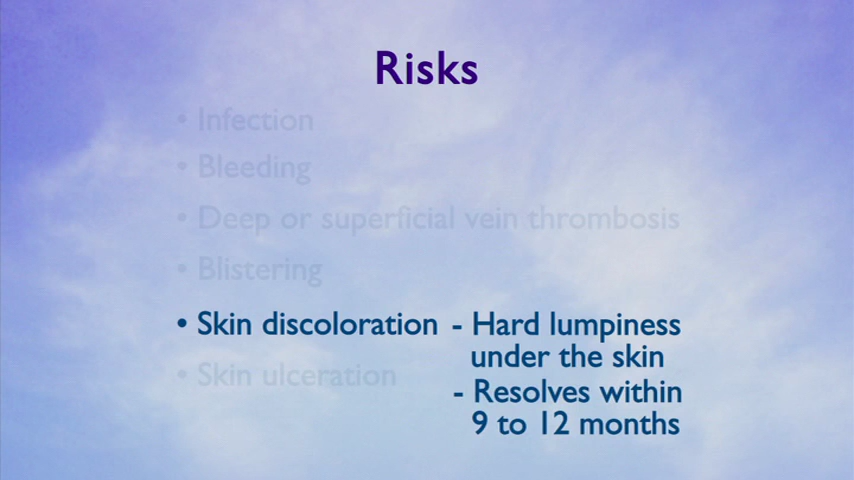 Risks
• Infection
• Bleeding
• Deep or superficial vein thrombosis
• Blistering
• Skin discoloration - Hard lumpiness
under the skin
• Skin ulceration
- Resolves within
9 to 12 months